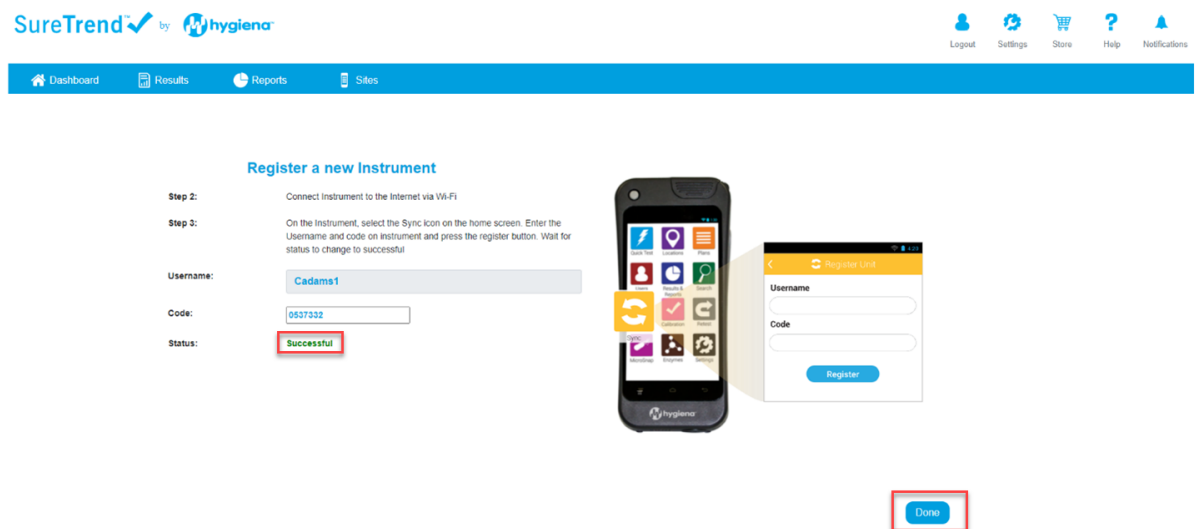 SureTrend™ by hygiena™
Logout Settings Store Help Notifications
Dashboard Results Reports Sites
Register a new Instrument
Step 2: Connect Instrument to the Internet via Wi-Fi
Step 3: On the Instrument, select the Sync icon on the home screen. Enter the
Username and code on instrument and press the register button. Wait for
status to change to successful
Username: Cadams1
Code: 0537332
Status: Successful
Quick Test Locations Plans
Users Results & Reports Search
Sync Calibration Retest
MicroSnap Enzymes Settings
hygiena
4:20
Register Unit
Username
Code
Register
Done